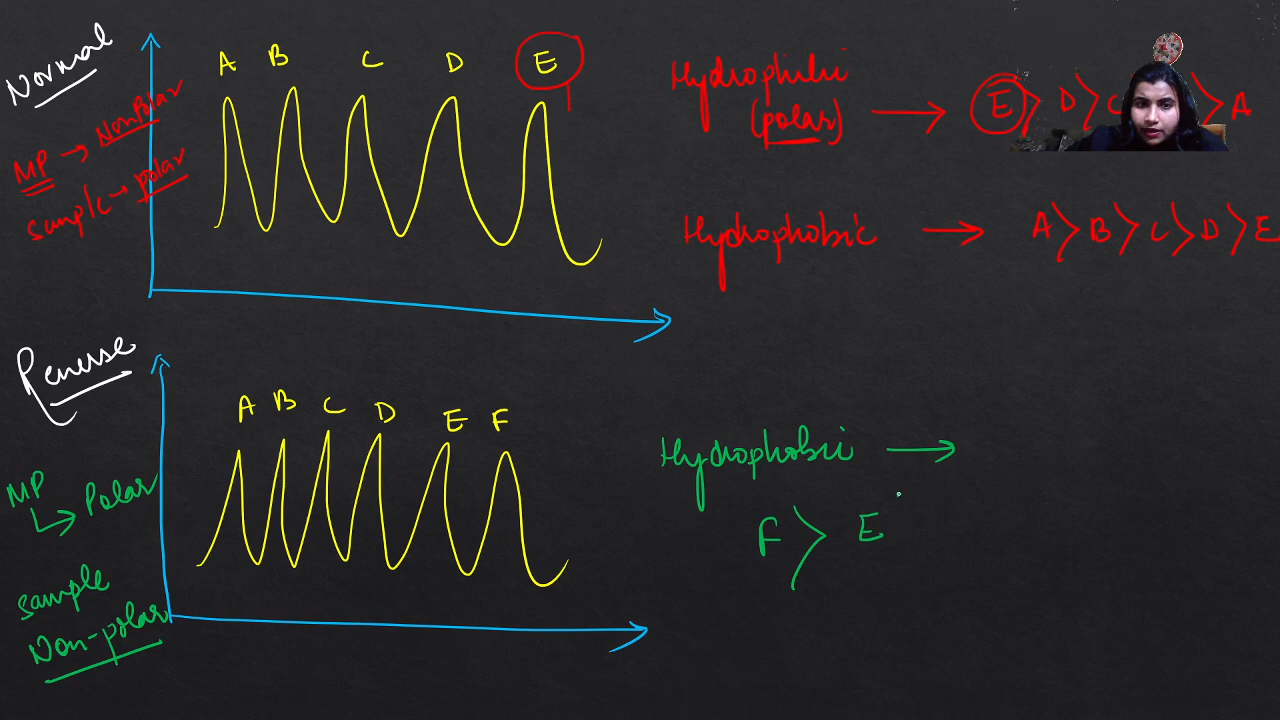 Normal
MP → NonPolar
Sample → polar
A B C D E
Hydrophilic
(polar) → E > D > C > A
Hydrophobic → A > B > C > D > E
Reverse
MP
↳ Polar
Sample
Non-polar
A B C D E F
Hydrophobic →
F > E